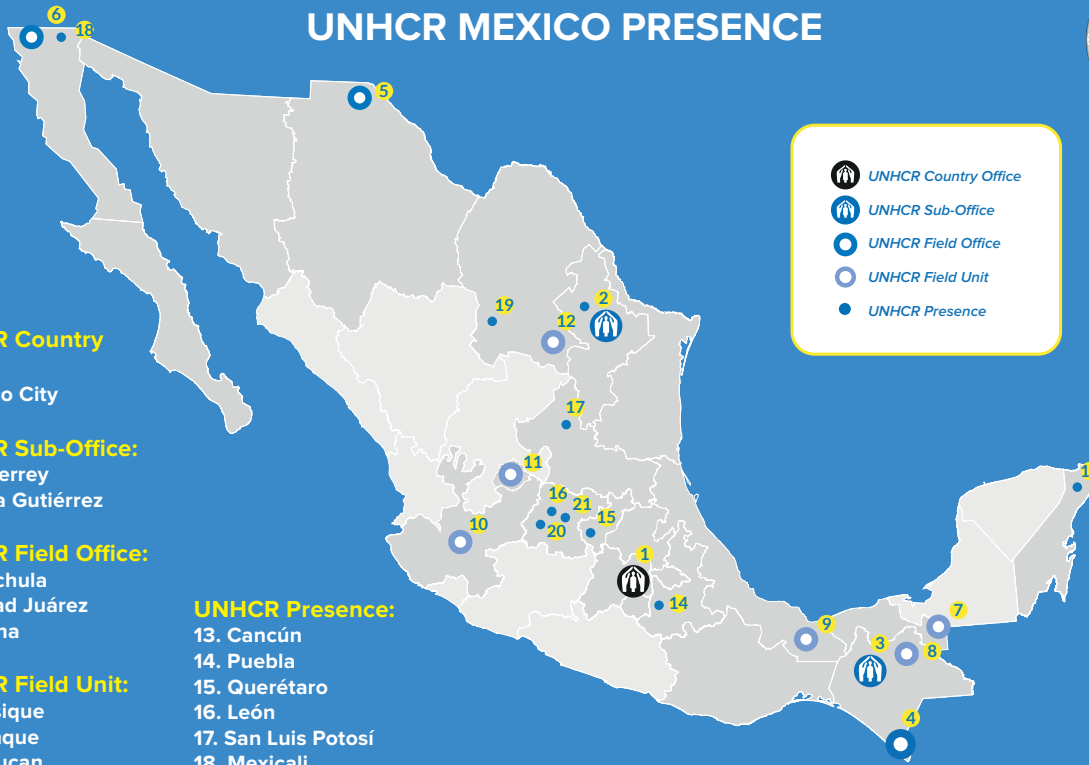 UNHCR MEXICO PRESENCE
6
18
5
UNHCR Country Office
UNHCR Sub-Office
UNHCR Field Office
UNHCR Field Unit
UNHCR Presence
2
19
12
17
11
16
21
15
20
10
1
14
9
7
3
8
4
R Country
o City
R Sub-Office:
errey
a Gutiérrez
R Field Office:
chula
ad Juárez
na
R Field Unit:
sique
que
ucan
UNHCR Presence:
13. Cancún
14. Puebla
15. Querétaro
16. León
17. San Luis Potosí
18. Mexicali